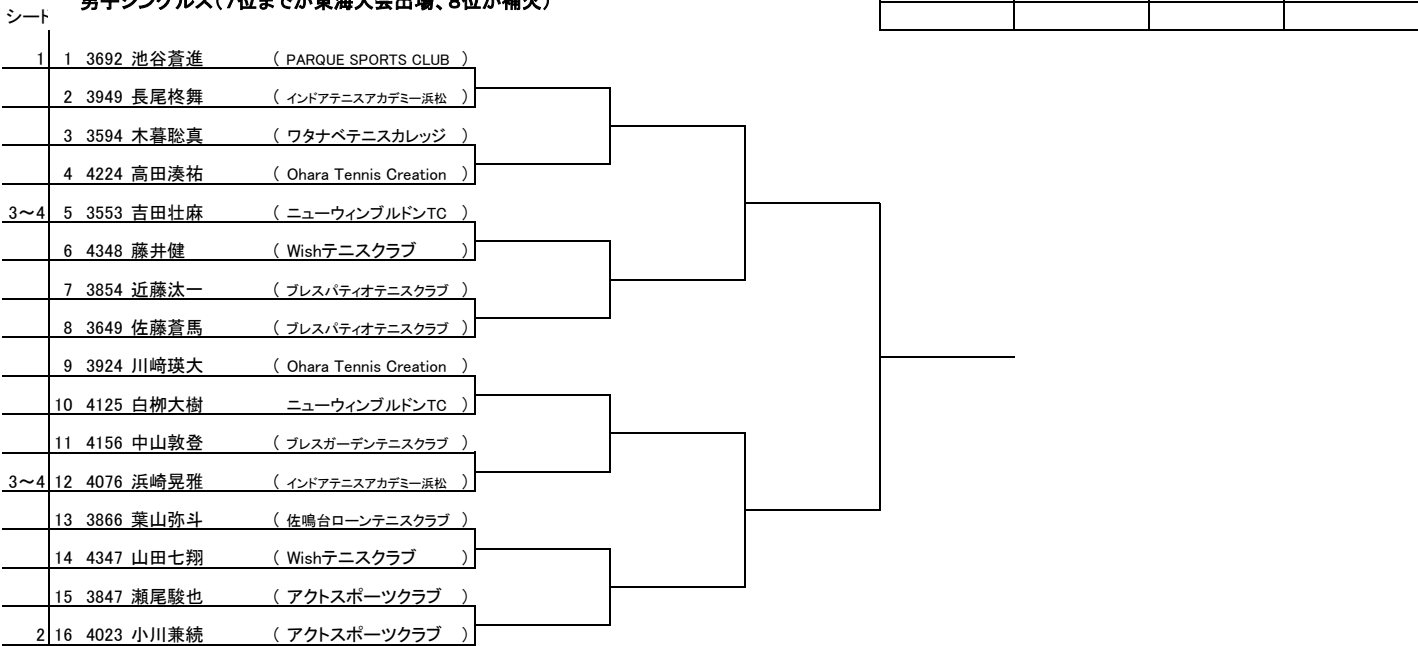 男子シングルス(7位までが東海大会出場、8位が補欠)
シード
1 1 3692 池谷蒼進 ( PARQUE SPORTS CLUB )
2 3949 長尾柊舞 ( インドアテニスアカデミー浜松 )
3 3594 木暮聡真 ( ワタナベテニスカレッジ )
4 4224 高田湊祐 ( Ohara Tennis Creation )
3～4 5 3553 吉田壮麻 ( ニューウィンブルドンTC )
6 4348 藤井健 ( Wishテニスクラブ )
7 3854 近藤汰一 ( ブレスパティオテニスクラブ )
8 3649 佐藤蒼馬 ( ブレスパティオテニスクラブ )
9 3924 川﨑瑛大 ( Ohara Tennis Creation )
10 4125 白栁大樹 ニューウィンブルドンTC )
11 4156 中山敦登 ( ブレスガーデンテニスクラブ )
3～4 12 4076 浜崎晃雅 ( インドアテニスアカデミー浜松 )
13 3866 葉山弥斗 ( 佐鳴台ローンテニスクラブ )
14 4347 山田七翔 ( Wishテニスクラブ )
15 3847 瀬尾駿也 ( アクトスポーツクラブ )
2 16 4023 小川兼続 ( アクトスポーツクラブ )